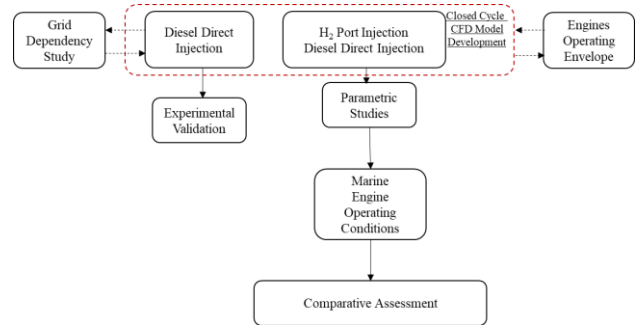 Grid
Dependency
Study
Diesel Direct
Injection
H₂ Port Injection
Diesel Direct Injection
Closed Cycle
CFD Model
Development
Engines
Operating
Envelope
Experimental
Validation
Parametric
Studies
Marine
Engine
Operating
Conditions
Comparative Assessment